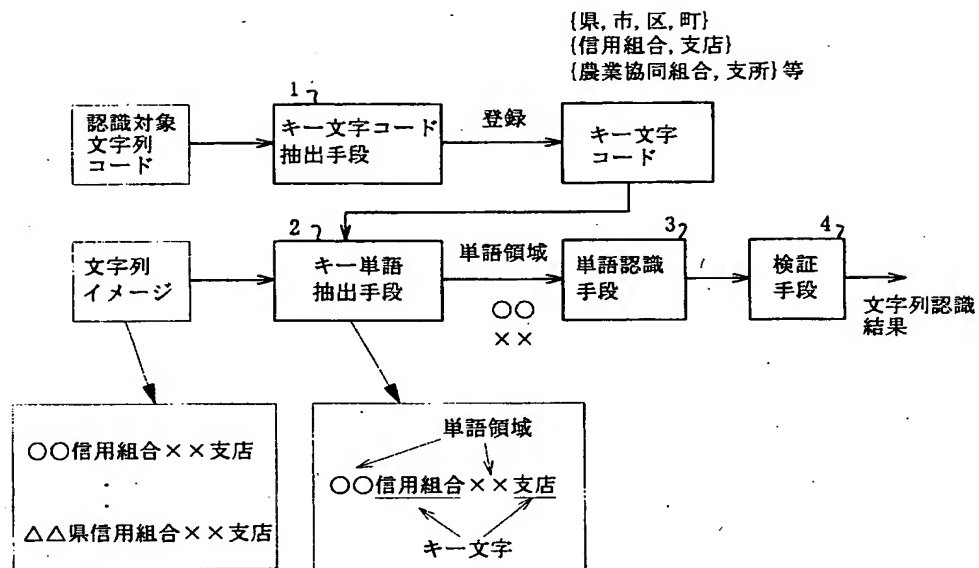 {県, 市, 区, 町}
{信用組合, 支店}
{農業協同組合, 支所} 等
1
認識対象
文字列
コード
キー文字コード
抽出手段
登録
キー文字
コード
2
3
4
文字列
イメージ
キー単語
抽出手段
単語領域
○○
××
単語認識
手段
検証
手段
文字列認識
結果
○○信用組合××支店
・
・
△△県信用組合××支店
単語領域
○○信用組合××支店
キー文字